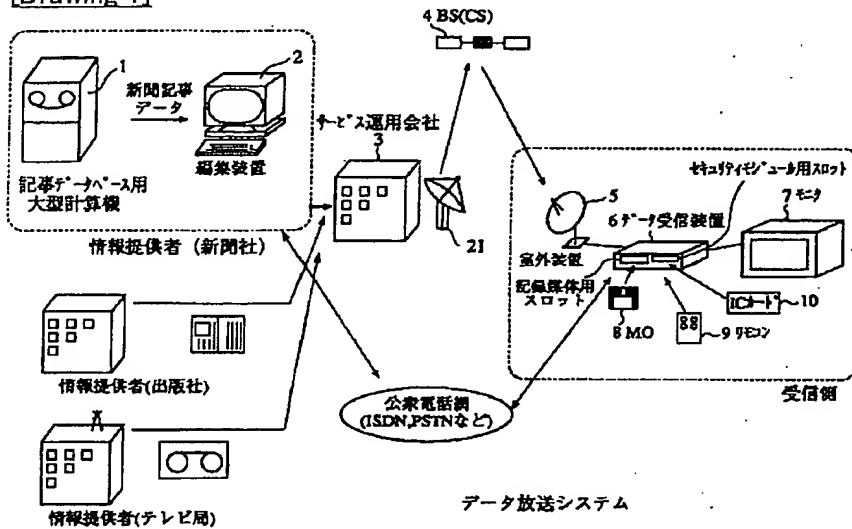 [Drawing 1]
4 BS(CS)
1
新聞記事
データ
2
記事データベース用
大型計算機
編集装置
情報提供者 (新聞社)
サービス運用会社
3
21
セキュリティモジュール用スロット
7 モニタ
5
6 データ受信装置
室外装置
記録媒体用
スロット
8 MO
ICカード
10
9 リモコン
受信側
情報提供者(出版社)
公衆電話網
(ISDN,PSTNなど)
情報提供者(テレビ局)
データ放送システム